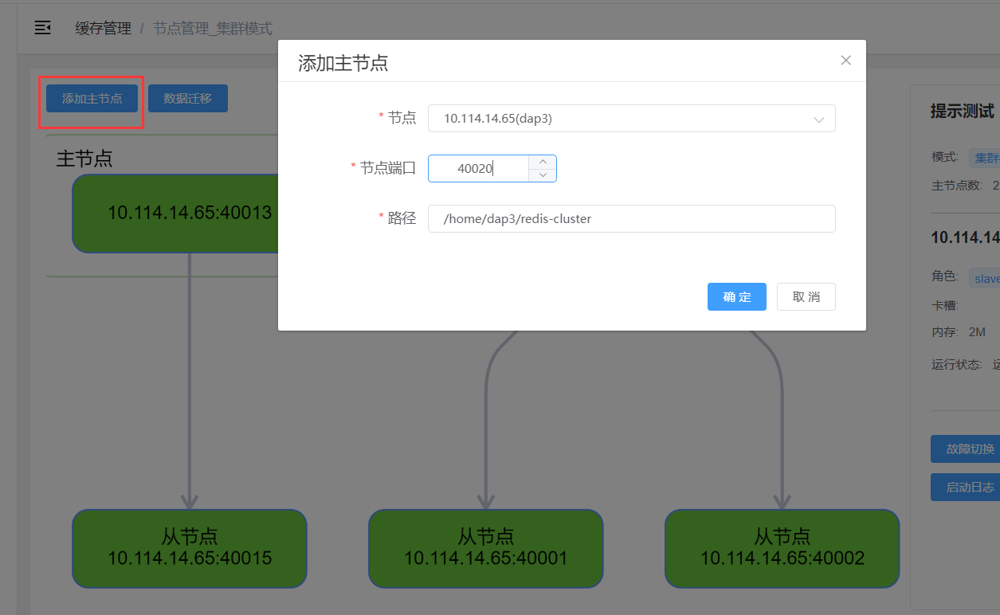 缓存管理 / 节点管理_集群模式
添加主节点
数据迁移
主节点
10.114.14.65:40013
添加主节点
* 节点 10.114.14.65(dap3)
* 节点端口 40020
* 路径 /home/dap3/redis-cluster
确 定
取 消
从节点
10.114.14.65:40015
从节点
10.114.14.65:40001
从节点
10.114.14.65:40002
提示测试
模式: 集群
主节点数: 2
10.114.14
角色: slave
卡槽:
内存: 2M
运行状态:
故障切换
启动日志